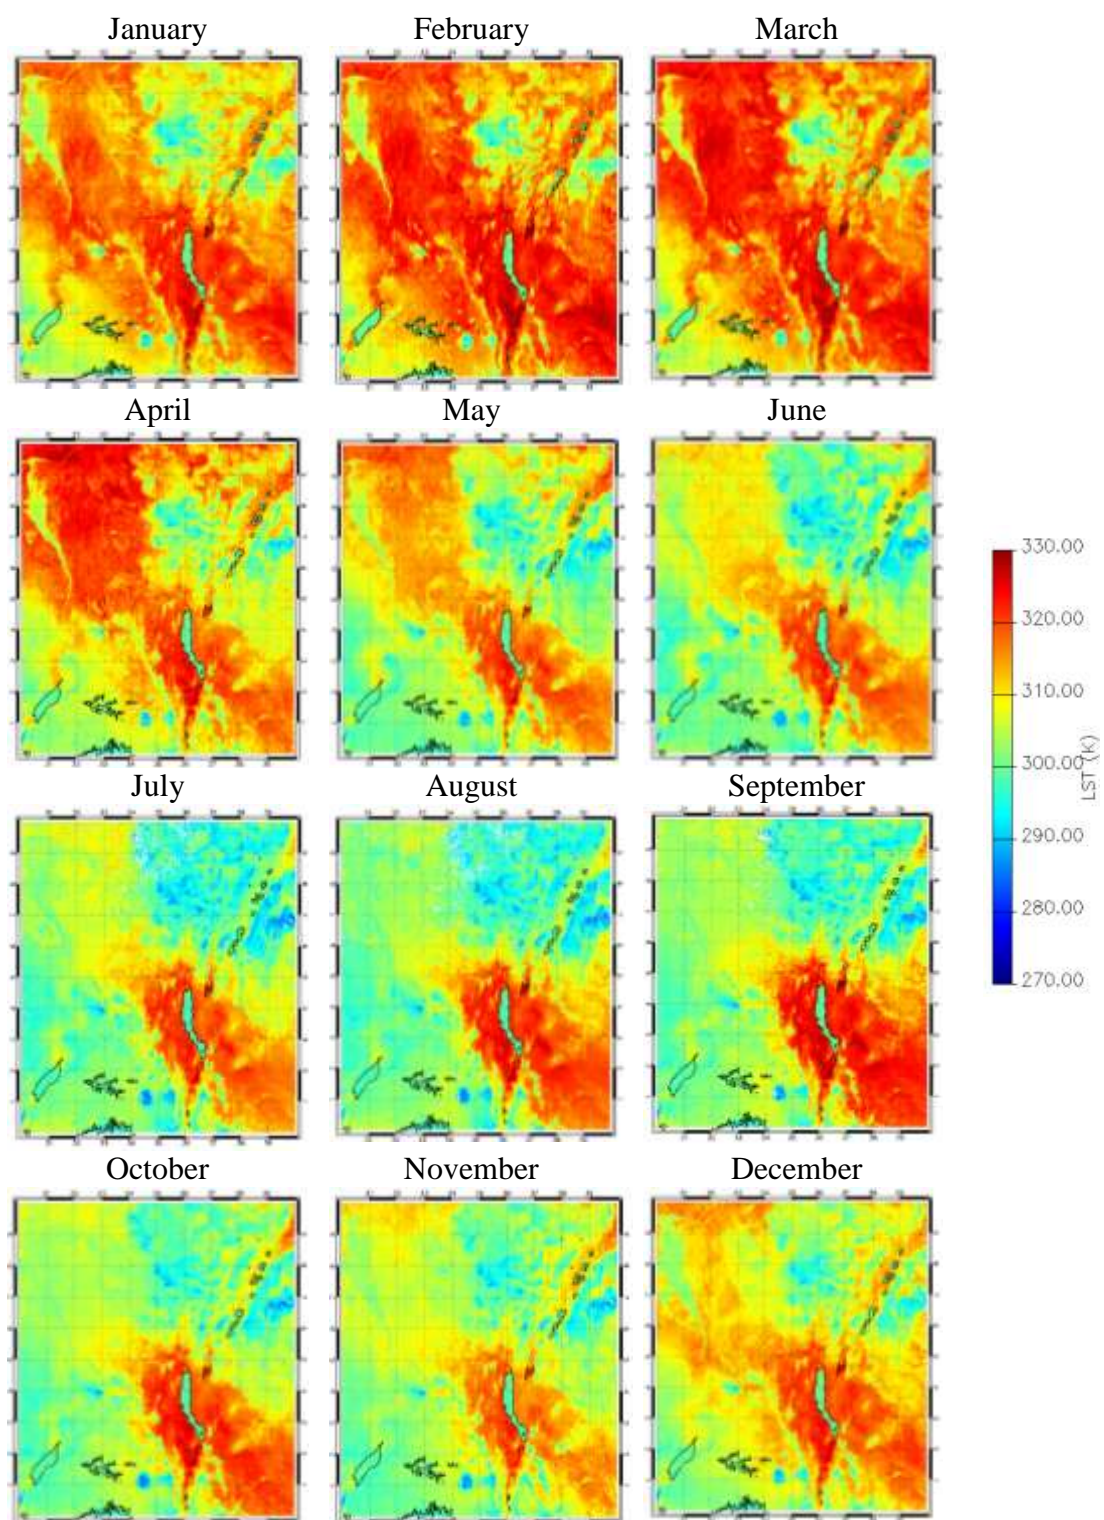 January February March
April May June
July August September
October November December
330.00
320.00
310.00
300.00
290.00
280.00
270.00
LST (K)